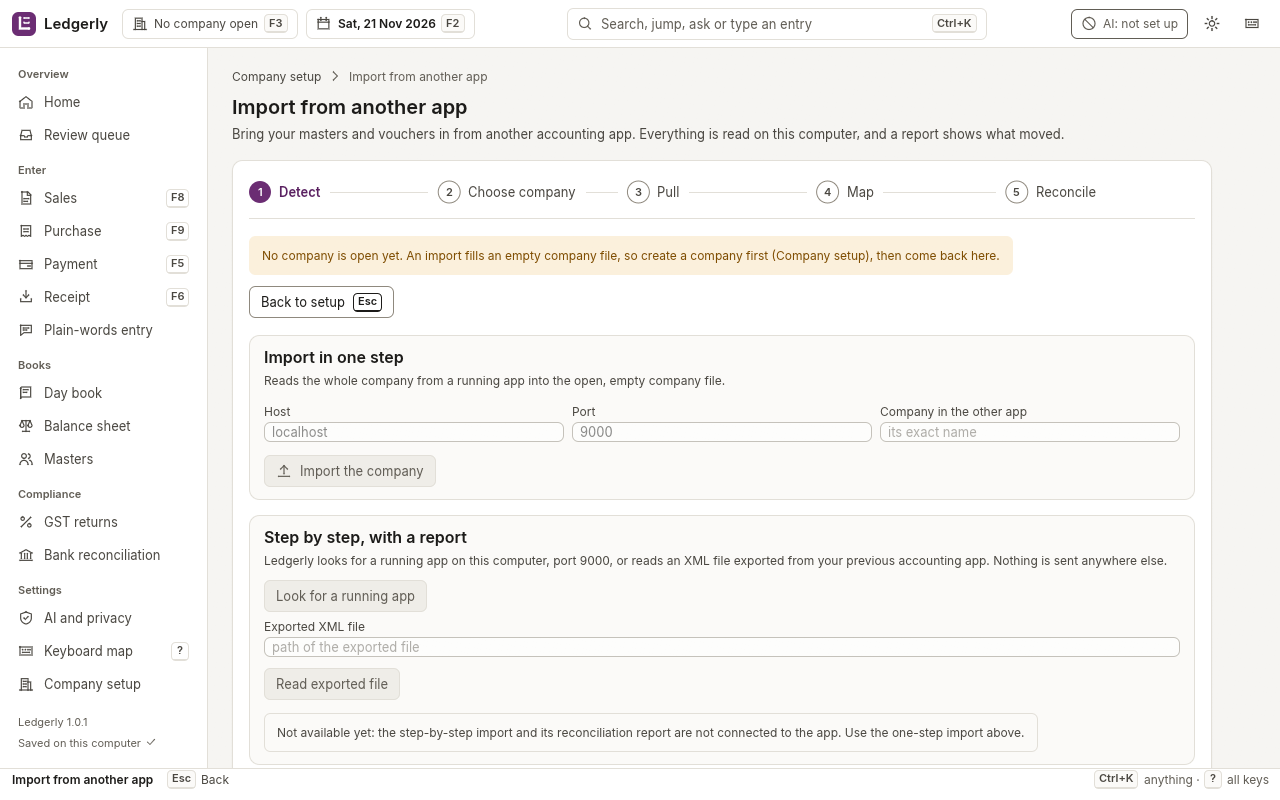 Ledgerly
No company open F3
Sat, 21 Nov 2026 F2
Search, jump, ask or type an entry Ctrl+K
AI: not set up
Overview
Home
Review queue
Enter
Sales F8
Purchase F9
Payment F5
Receipt F6
Plain-words entry
Books
Day book
Balance sheet
Masters
Compliance
GST returns
Bank reconciliation
Settings
AI and privacy
Keyboard map ?
Company setup
Ledgerly 1.0.1
Saved on this computer
Company setup > Import from another app
Import from another app
Bring your masters and vouchers in from another accounting app. Everything is read on this computer, and a report shows what moved.
1 Detect 2 Choose company 3 Pull 4 Map 5 Reconcile
No company is open yet. An import fills an empty company file, so create a company first (Company setup), then come back here.
Back to setup Esc
Import in one step
Reads the whole company from a running app into the open, empty company file.
Host Port Company in the other app
localhost 9000 its exact name
Import the company
Step by step, with a report
Ledgerly looks for a running app on this computer, port 9000, or reads an XML file exported from your previous accounting app. Nothing is sent anywhere else.
Look for a running app
Exported XML file
path of the exported file
Read exported file
Not available yet: the step-by-step import and its reconciliation report are not connected to the app. Use the one-step import above.
Import from another app Esc Back
Ctrl+K anything · ? all keys